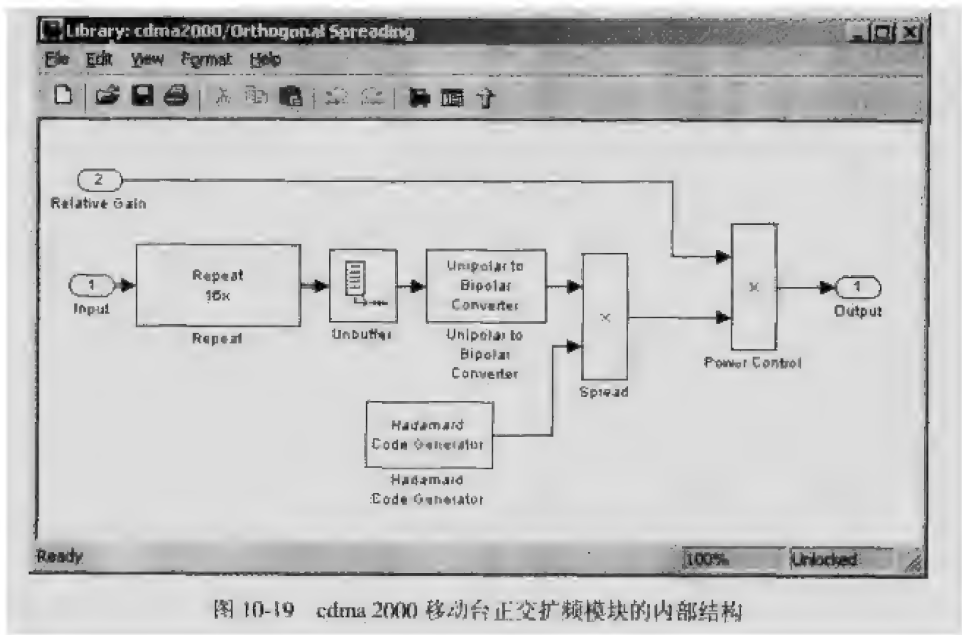 Library: cdma2000/Orthogonal Spreading
File Edit View Format Help
2
Relative Gain
1
Input
Repeat
16x
Repeat
Unbuffer
Unipolar to
Bipolar
Converter
Unipolar to
Bipolar
Converter
×
Spread
Hadamard
Code Generator
Hadamard
Code Generator
×
Power Control
1
Output
Ready
100%
Unlocked
图 10-19 cdma 2000 移动台正交扩频模块的内部结构